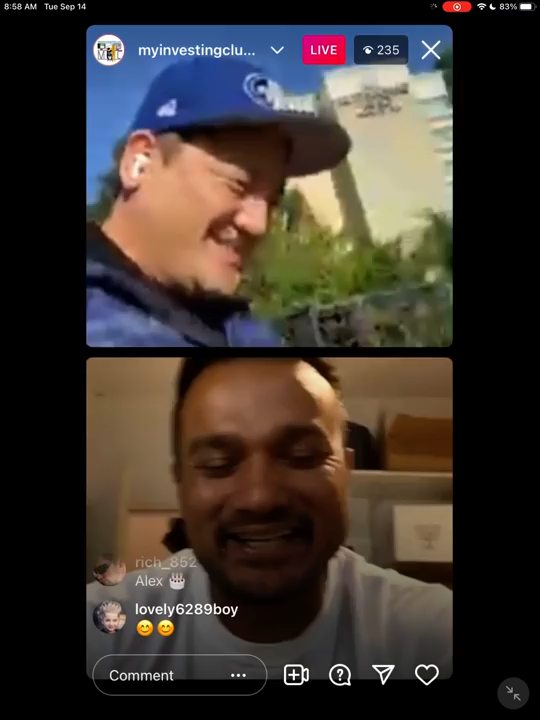 8:58 AM Tue Sep 14
83%
myinvestingclu...
LIVE
235
rich_852
Alex 🎂
lovely6289boy
😊😊
Comment